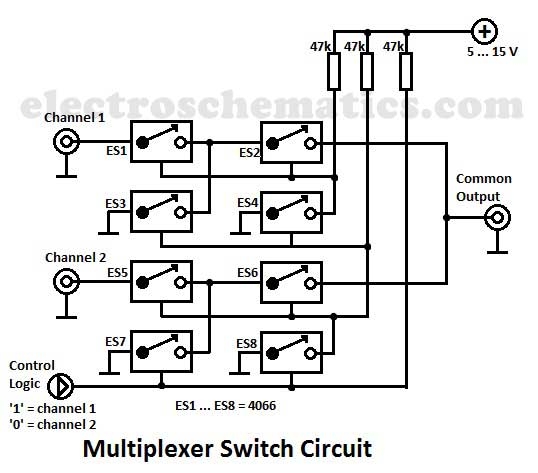 47k 47k 47k
+
5 ... 15 V
electroschematics.com
Channel 1
ES1
ES2
Common
Output
ES3
ES4
Channel 2
ES5
ES6
ES7
ES8
Control
Logic
'1' = channel 1
'0' = channel 2
ES1 ... ES8 = 4066
Multiplexer Switch Circuit